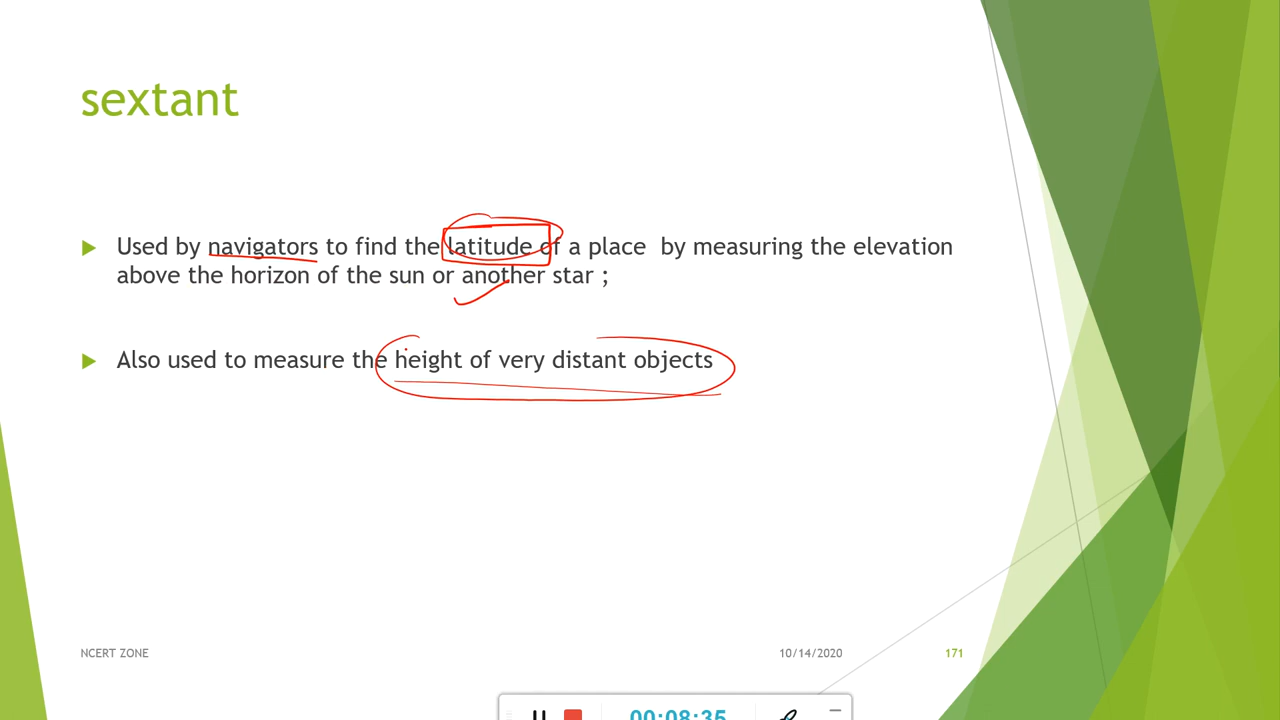 sextant
Used by navigators to find the latitude of a place by measuring the elevation
above the horizon of the sun or another star ;
Also used to measure the height of very distant objects
NCERT ZONE
10/14/2020
171
00:08:35